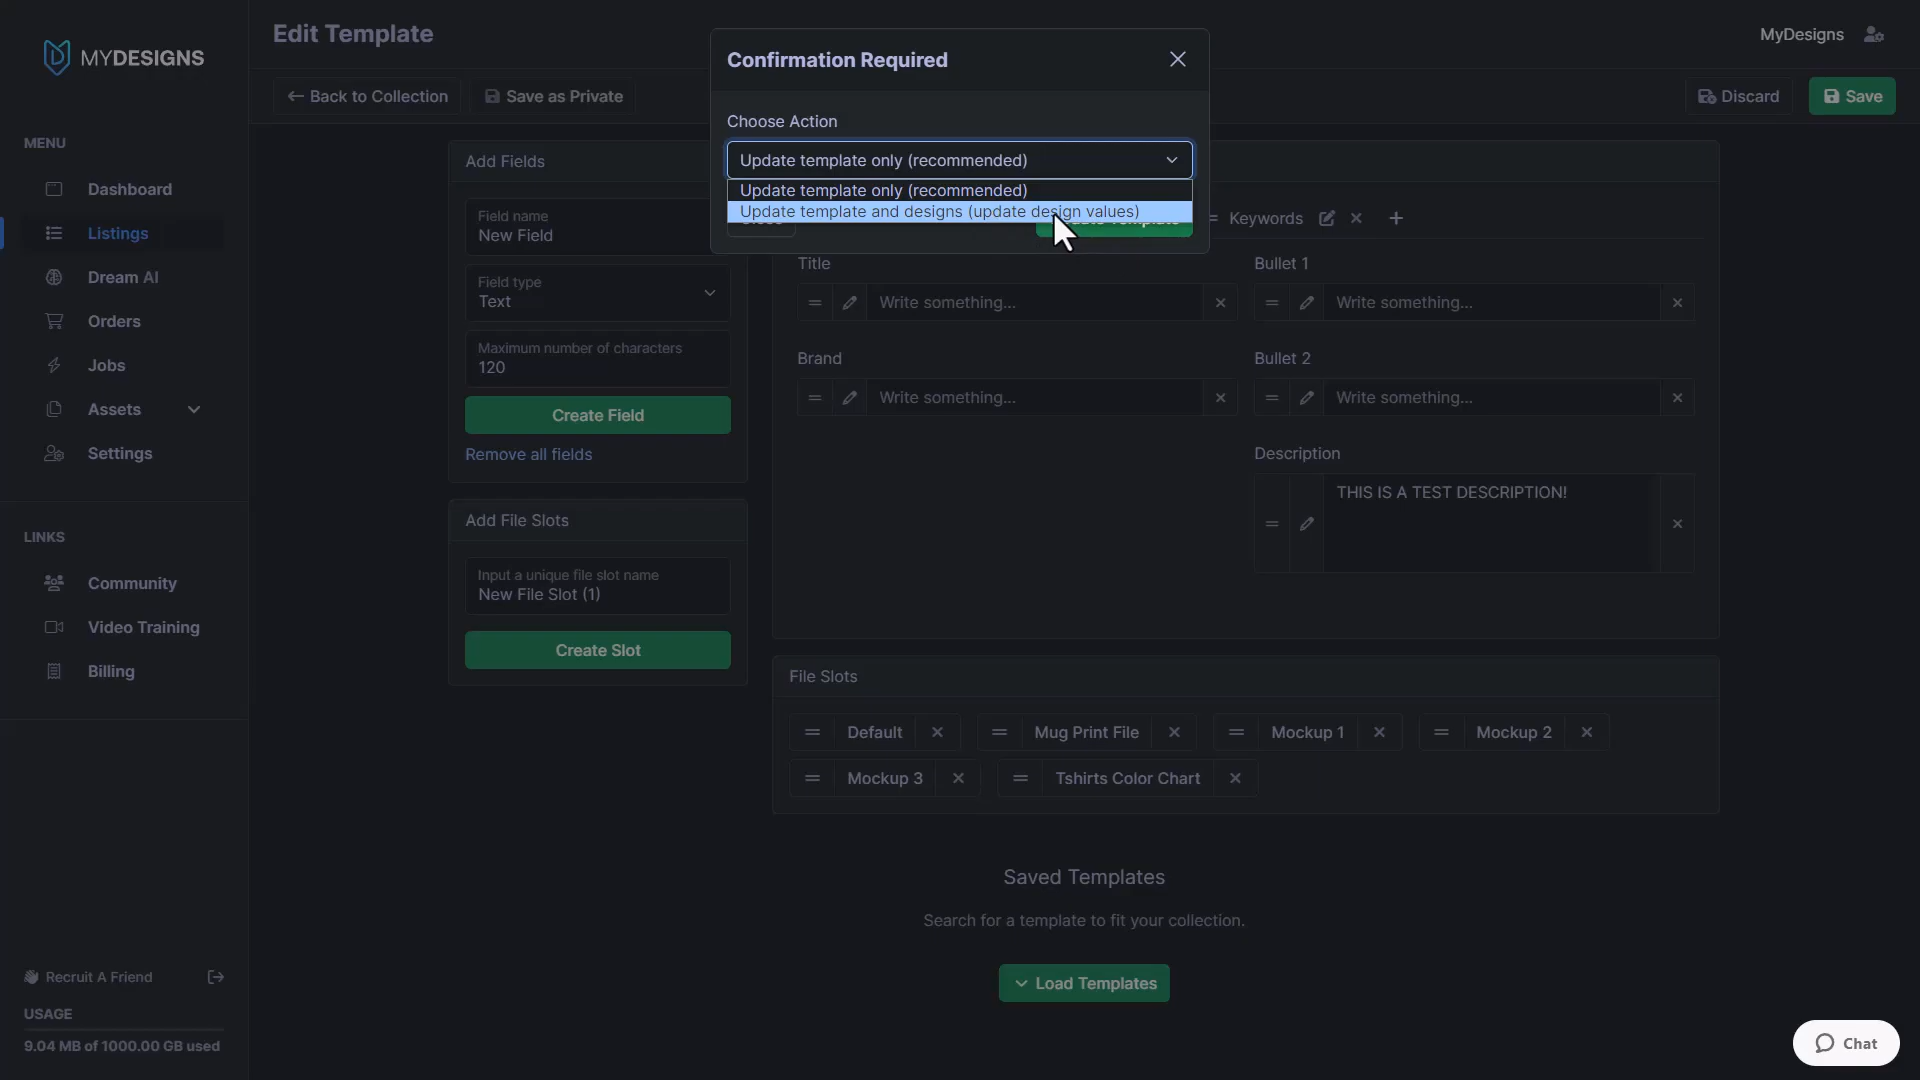 MYDESIGNS
MENU
Dashboard
Listings
Dream AI
Orders
Jobs
Assets
Settings
LINKS
Community
Video Training
Billing
Recruit A Friend
USAGE
9.04 MB of 1000.00 GB used
Edit Template
MyDesigns
Back to Collection
Save as Private
Discard
Save
Confirmation Required
Choose Action
Update template only (recommended)
Update template only (recommended)
Update template and designs (update design values)
Add Fields
Field name
New Field
Field type
Text
Maximum number of characters
120
Create Field
Remove all fields
Add File Slots
Input a unique file slot name
New File Slot (1)
Create Slot
Keywords
Title
Write something...
Bullet 1
Write something...
Brand
Write something...
Bullet 2
Write something...
Description
THIS IS A TEST DESCRIPTION!
File Slots
Default
Mug Print File
Mockup 1
Mockup 2
Mockup 3
Tshirts Color Chart
Saved Templates
Search for a template to fit your collection.
Load Templates
Chat